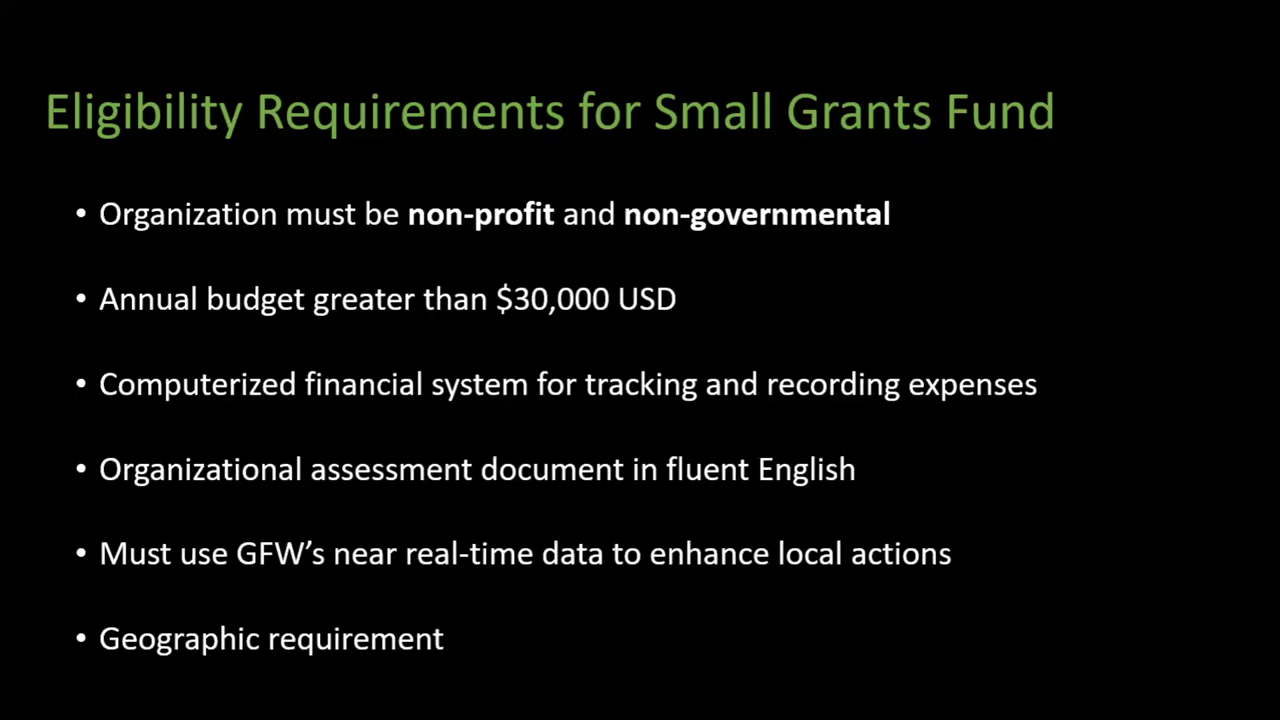 Eligibility Requirements for Small Grants Fund
• Organization must be non-profit and non-governmental
• Annual budget greater than $30,000 USD
• Computerized financial system for tracking and recording expenses
• Organizational assessment document in fluent English
• Must use GFW’s near real-time data to enhance local actions
• Geographic requirement